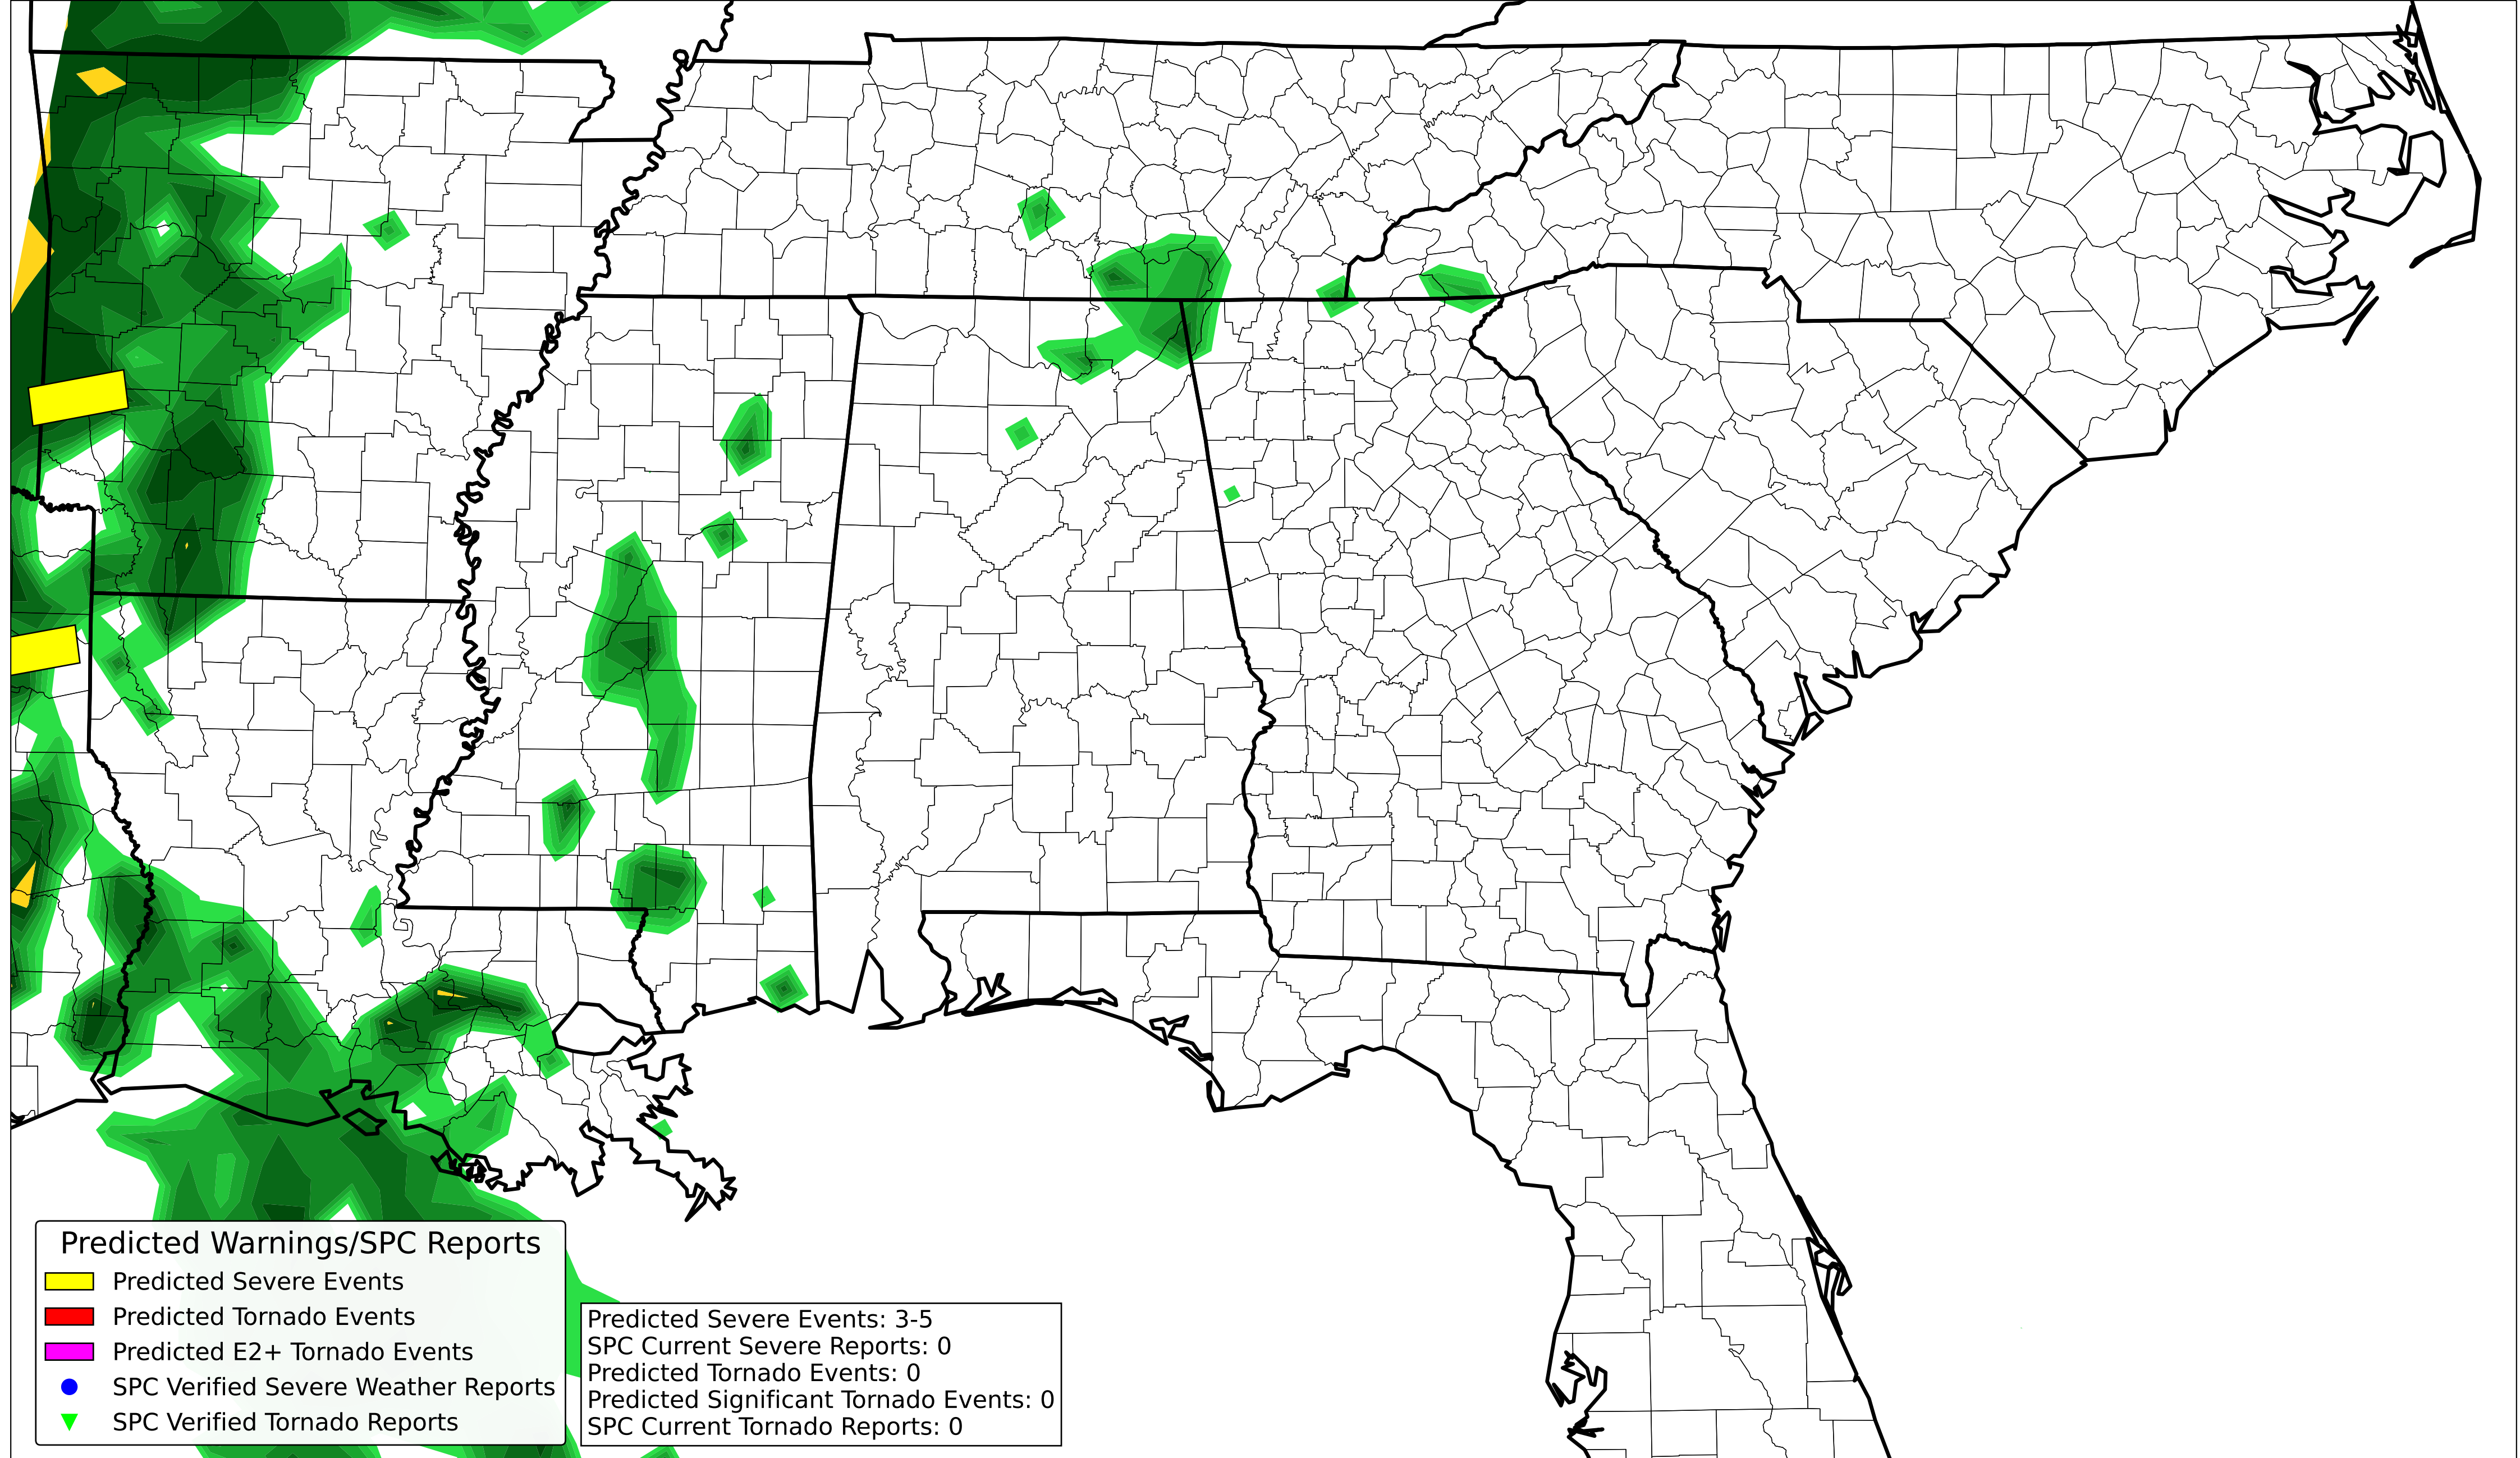 Predicted Warnings/SPC Reports
Predicted Severe Events
Predicted Tornado Events
Predicted E2+ Tornado Events
SPC Verified Severe Weather Reports
SPC Verified Tornado Reports
Predicted Severe Events: 3-5
SPC Current Severe Reports: 0
Predicted Tornado Events: 0
Predicted Significant Tornado Events: 0
SPC Current Tornado Reports: 0